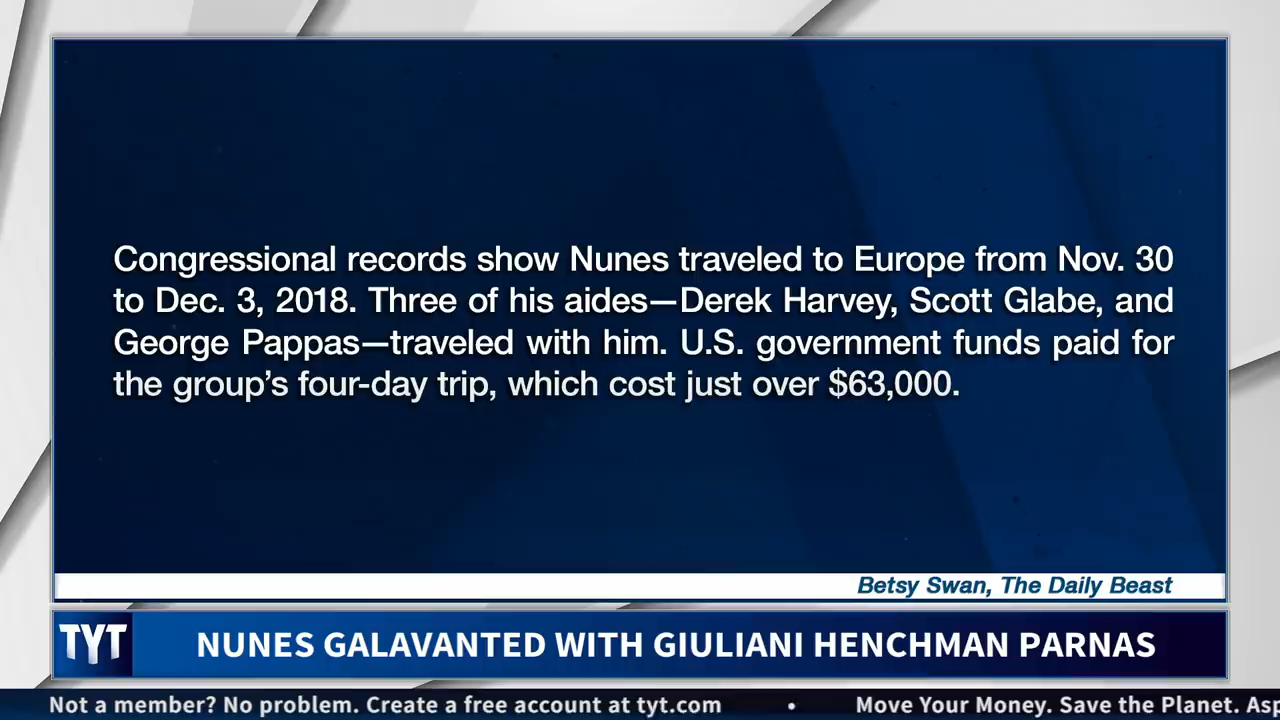 Congressional records show Nunes traveled to Europe from Nov. 30
to Dec. 3, 2018. Three of his aides—Derek Harvey, Scott Glabe, and
George Pappas—traveled with him. U.S. government funds paid for
the group’s four-day trip, which cost just over $63,000.
Betsy Swan, The Daily Beast
TYT NUNES GALAVANTED WITH GIULIANI HENCHMAN PARNAS
Not a member? No problem. Create a free account at tyt.com • Move Your Money. Save the Planet.